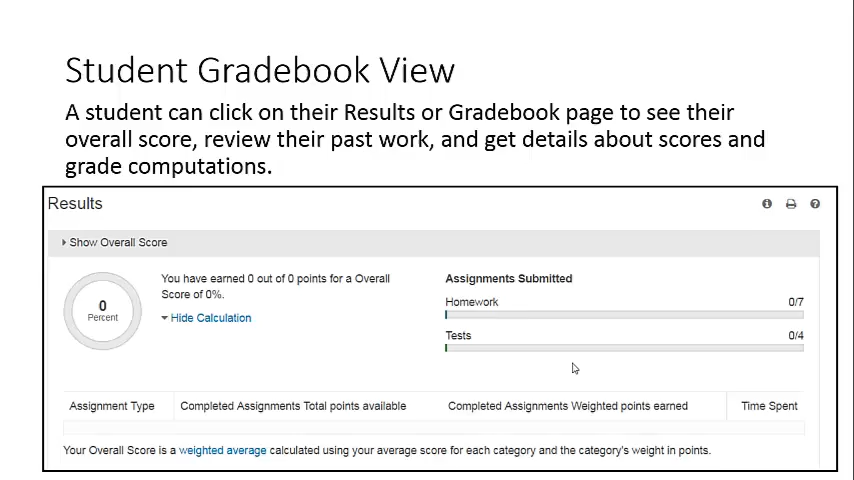 Student Gradebook View
A student can click on their Results or Gradebook page to see their
overall score, review their past work, and get details about scores and
grade computations.
Results
Show Overall Score
0
Percent
You have earned 0 out of 0 points for a Overall
Score of 0%.
Hide Calculation
Assignments Submitted
Homework 0/7
Tests 0/4
Assignment Type Completed Assignments Total points available Completed Assignments Weighted points earned Time Spent
Your Overall Score is a weighted average calculated using your average score for each category and the category's weight in points.